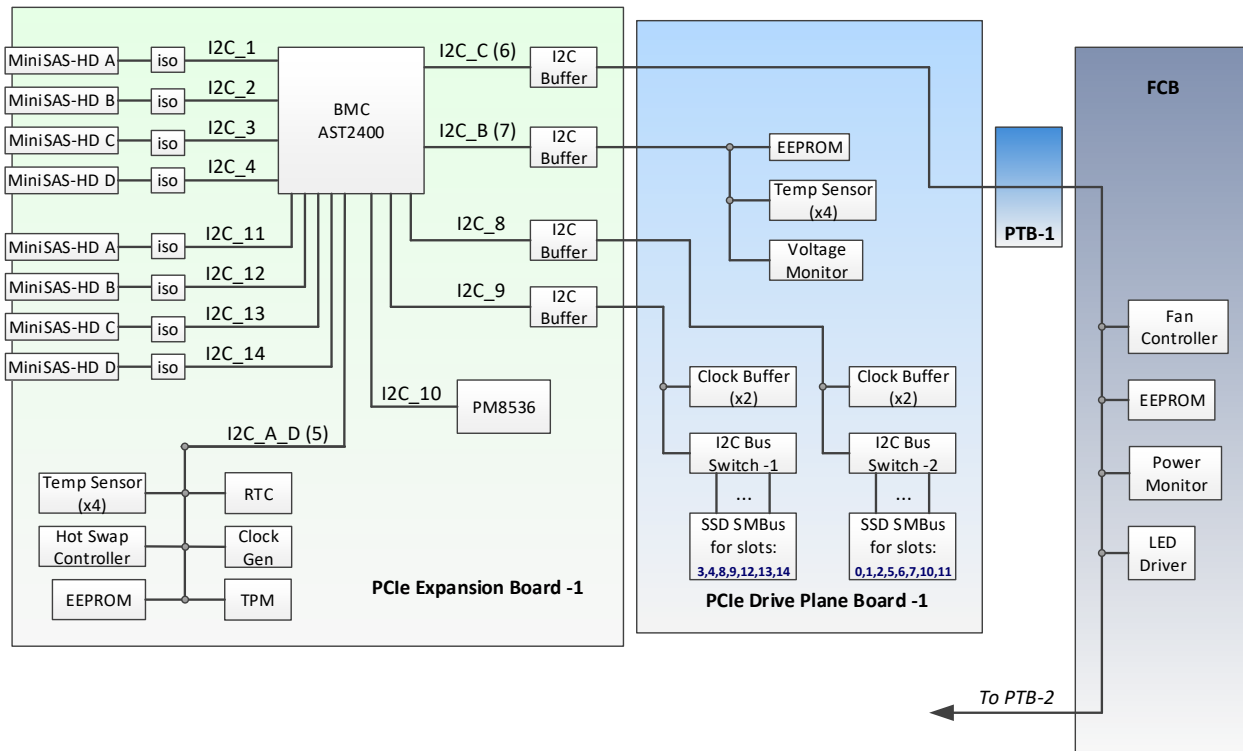 MiniSAS-HD A
iso
I2C_1
MiniSAS-HD B
iso
I2C_2
MiniSAS-HD C
iso
I2C_3
MiniSAS-HD D
iso
I2C_4
BMC
AST2400
MiniSAS-HD A
iso
I2C_11
MiniSAS-HD B
iso
I2C_12
MiniSAS-HD C
iso
I2C_13
MiniSAS-HD D
iso
I2C_14
I2C_C (6)
I2C
Buffer
I2C_B (7)
I2C
Buffer
I2C_8
I2C
Buffer
I2C_9
I2C
Buffer
I2C_10
PM8536
I2C_A_D (5)
Temp Sensor
(x4)
RTC
Hot Swap
Controller
Clock
Gen
EEPROM
TPM
PCIe Expansion Board -1
EEPROM
Temp Sensor
(x4)
Voltage
Monitor
Clock Buffer
(x2)
Clock Buffer
(x2)
I2C Bus
Switch -1
I2C Bus
Switch -2
...
...
SSD SMBus
for slots:
3,4,8,9,12,13,14
SSD SMBus
for slots:
0,1,2,5,6,7,10,11
PCIe Drive Plane Board -1
PTB-1
FCB
Fan
Controller
EEPROM
Power
Monitor
LED
Driver
To PTB-2